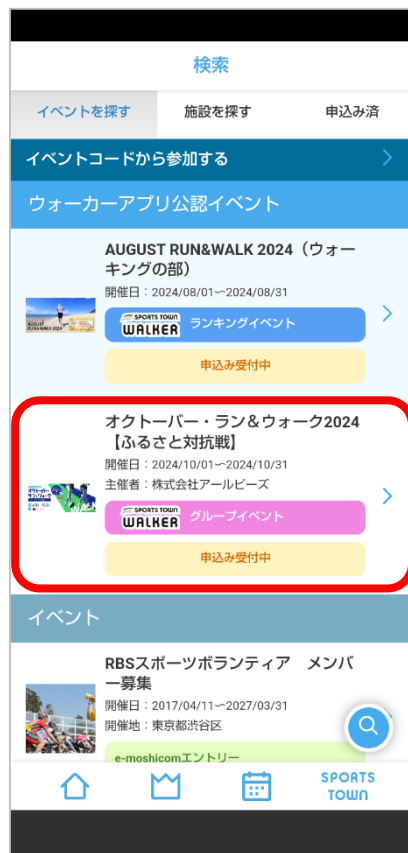 検索
イベントを探す
施設を探す
申込み済
イベントコードから参加する
ウォーカーアプリ公認イベント
AUGUST RUN&WALK 2024（ウォー
キングの部）
開催日：2024/08/01〜2024/08/31
SPORTS TOWN
WALKER ランキングイベント
申込み受付中
オクトーバー・ラン＆ウォーク2024
【ふるさと対抗戦】
開催日：2024/10/01〜2024/10/31
主催者：株式会社アールビーズ
SPORTS TOWN
WALKER グループイベント
申込み受付中
イベント
RBSスポーツボランティア　メンバ
ー募集
開催日：2017/04/11〜2027/03/31
開催地：東京都渋谷区
e-moshicomエントリー
SPORTS
TOWN